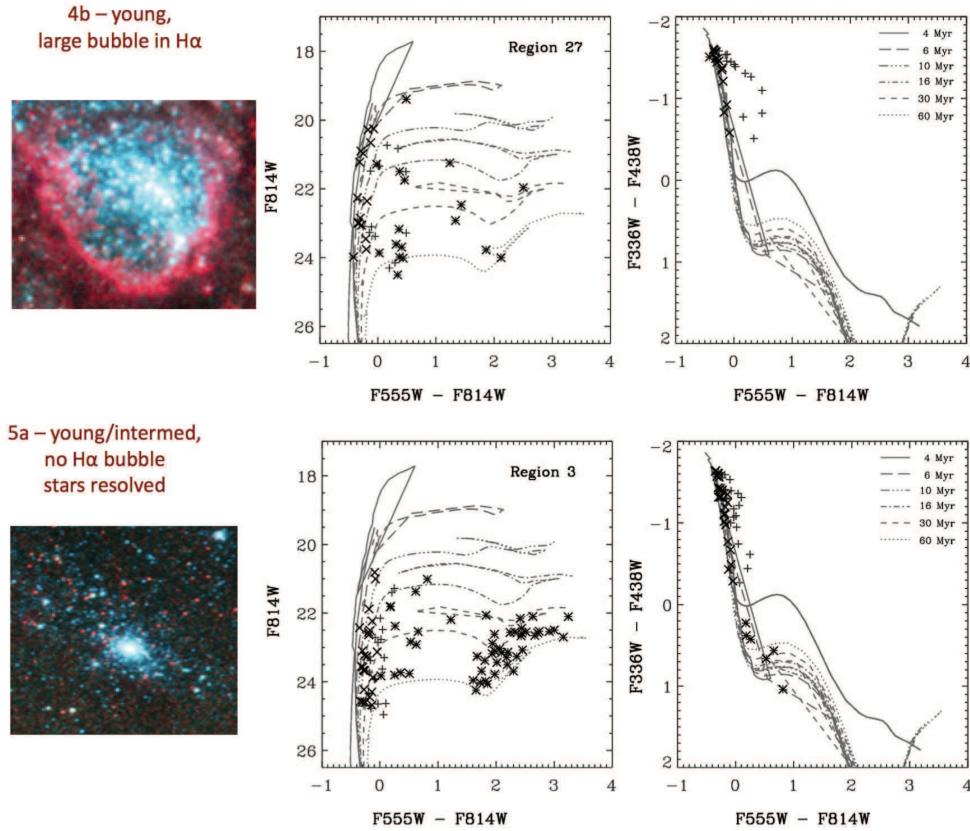 4b – young,
large bubble in Hα
18
20
22
24
26
F814W
Region 27
-1 0 1 2 3 4
F555W – F814W
-2
-1
0
1
2
F336W – F438W
4 Myr
6 Myr
10 Myr
16 Myr
30 Myr
60 Myr
-1 0 1 2 3 4
F555W – F814W
5a – young/intermed,
no Hα bubble
stars resolved
18
20
22
24
26
F814W
Region 3
-1 0 1 2 3 4
F555W – F814W
-2
-1
0
1
2
F336W – F438W
4 Myr
6 Myr
10 Myr
16 Myr
30 Myr
60 Myr
-1 0 1 2 3 4
F555W – F814W